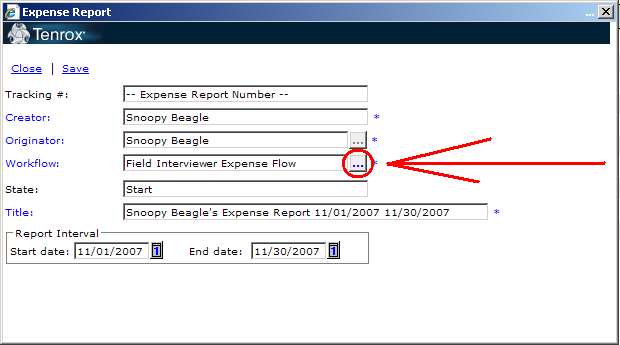 Expense Report
Tenrox
Close | Save
Tracking #: -- Expense Report Number --
Creator: Snoopy Beagle *
Originator: Snoopy Beagle ... *
Workflow: Field Interviewer Expense Flow ... *
State: Start
Title: Snoopy Beagle's Expense Report 11/01/2007 11/30/2007 *
Report Interval
Start date: 11/01/2007 1 End date: 11/30/2007 1